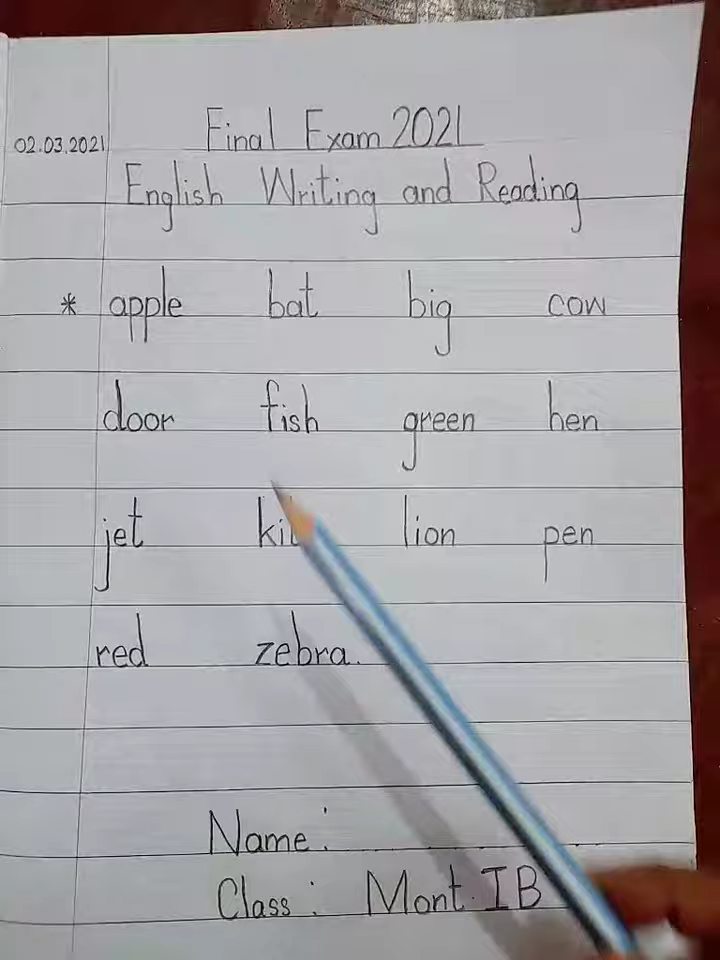 02.03.2021 Final Exam 2021
English Writing and Reading
* apple bat big cow
door fish green hen
jet lion pen
red zebra.
Name:
Class: Mont. IB